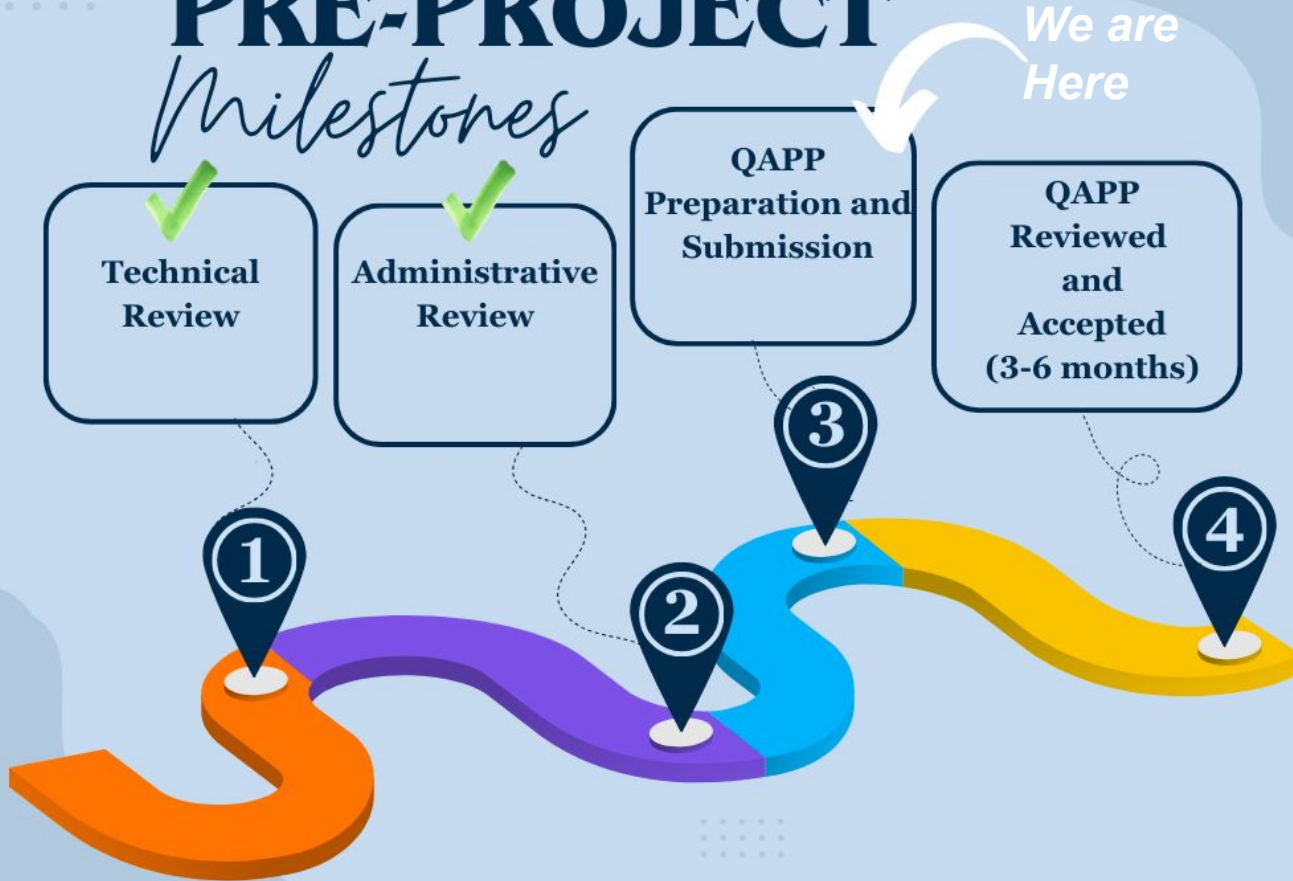 PRE-PROJECT
Milestones
We are
Here
Technical
Review
Administrative
Review
QAPP
Preparation and
Submission
QAPP
Reviewed
and
Accepted
(3-6 months)
1
2
3
4